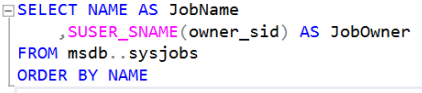 SELECT NAME AS JobName
,SUSER_SNAME(owner_sid) AS JobOwner
FROM msdb..sysjobs
ORDER BY NAME